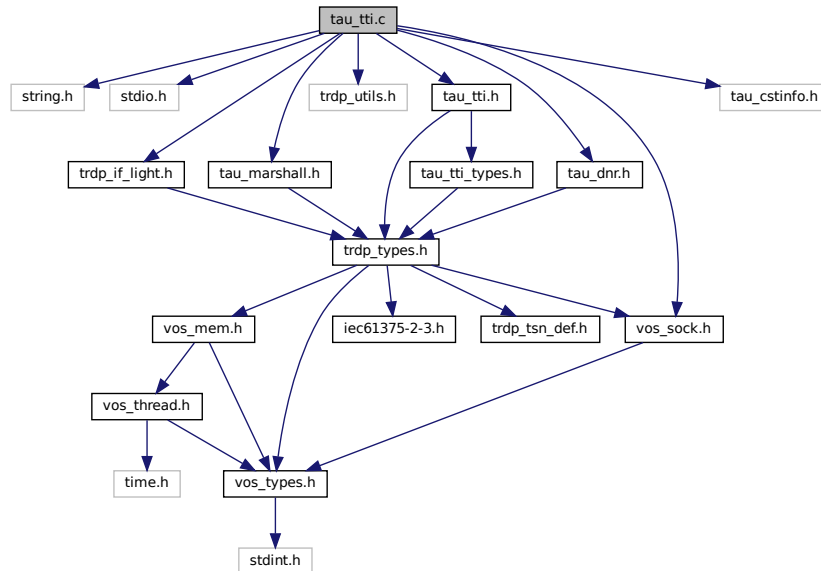 tau_tti.c
string.h
stdio.h
trdp_utils.h
tau_tti.h
tau_cstinfo.h
trdp_if_light.h
tau_marshall.h
tau_tti_types.h
tau_dnr.h
trdp_types.h
vos_mem.h
iec61375-2-3.h
trdp_tsn_def.h
vos_sock.h
vos_thread.h
time.h
vos_types.h
stdint.h